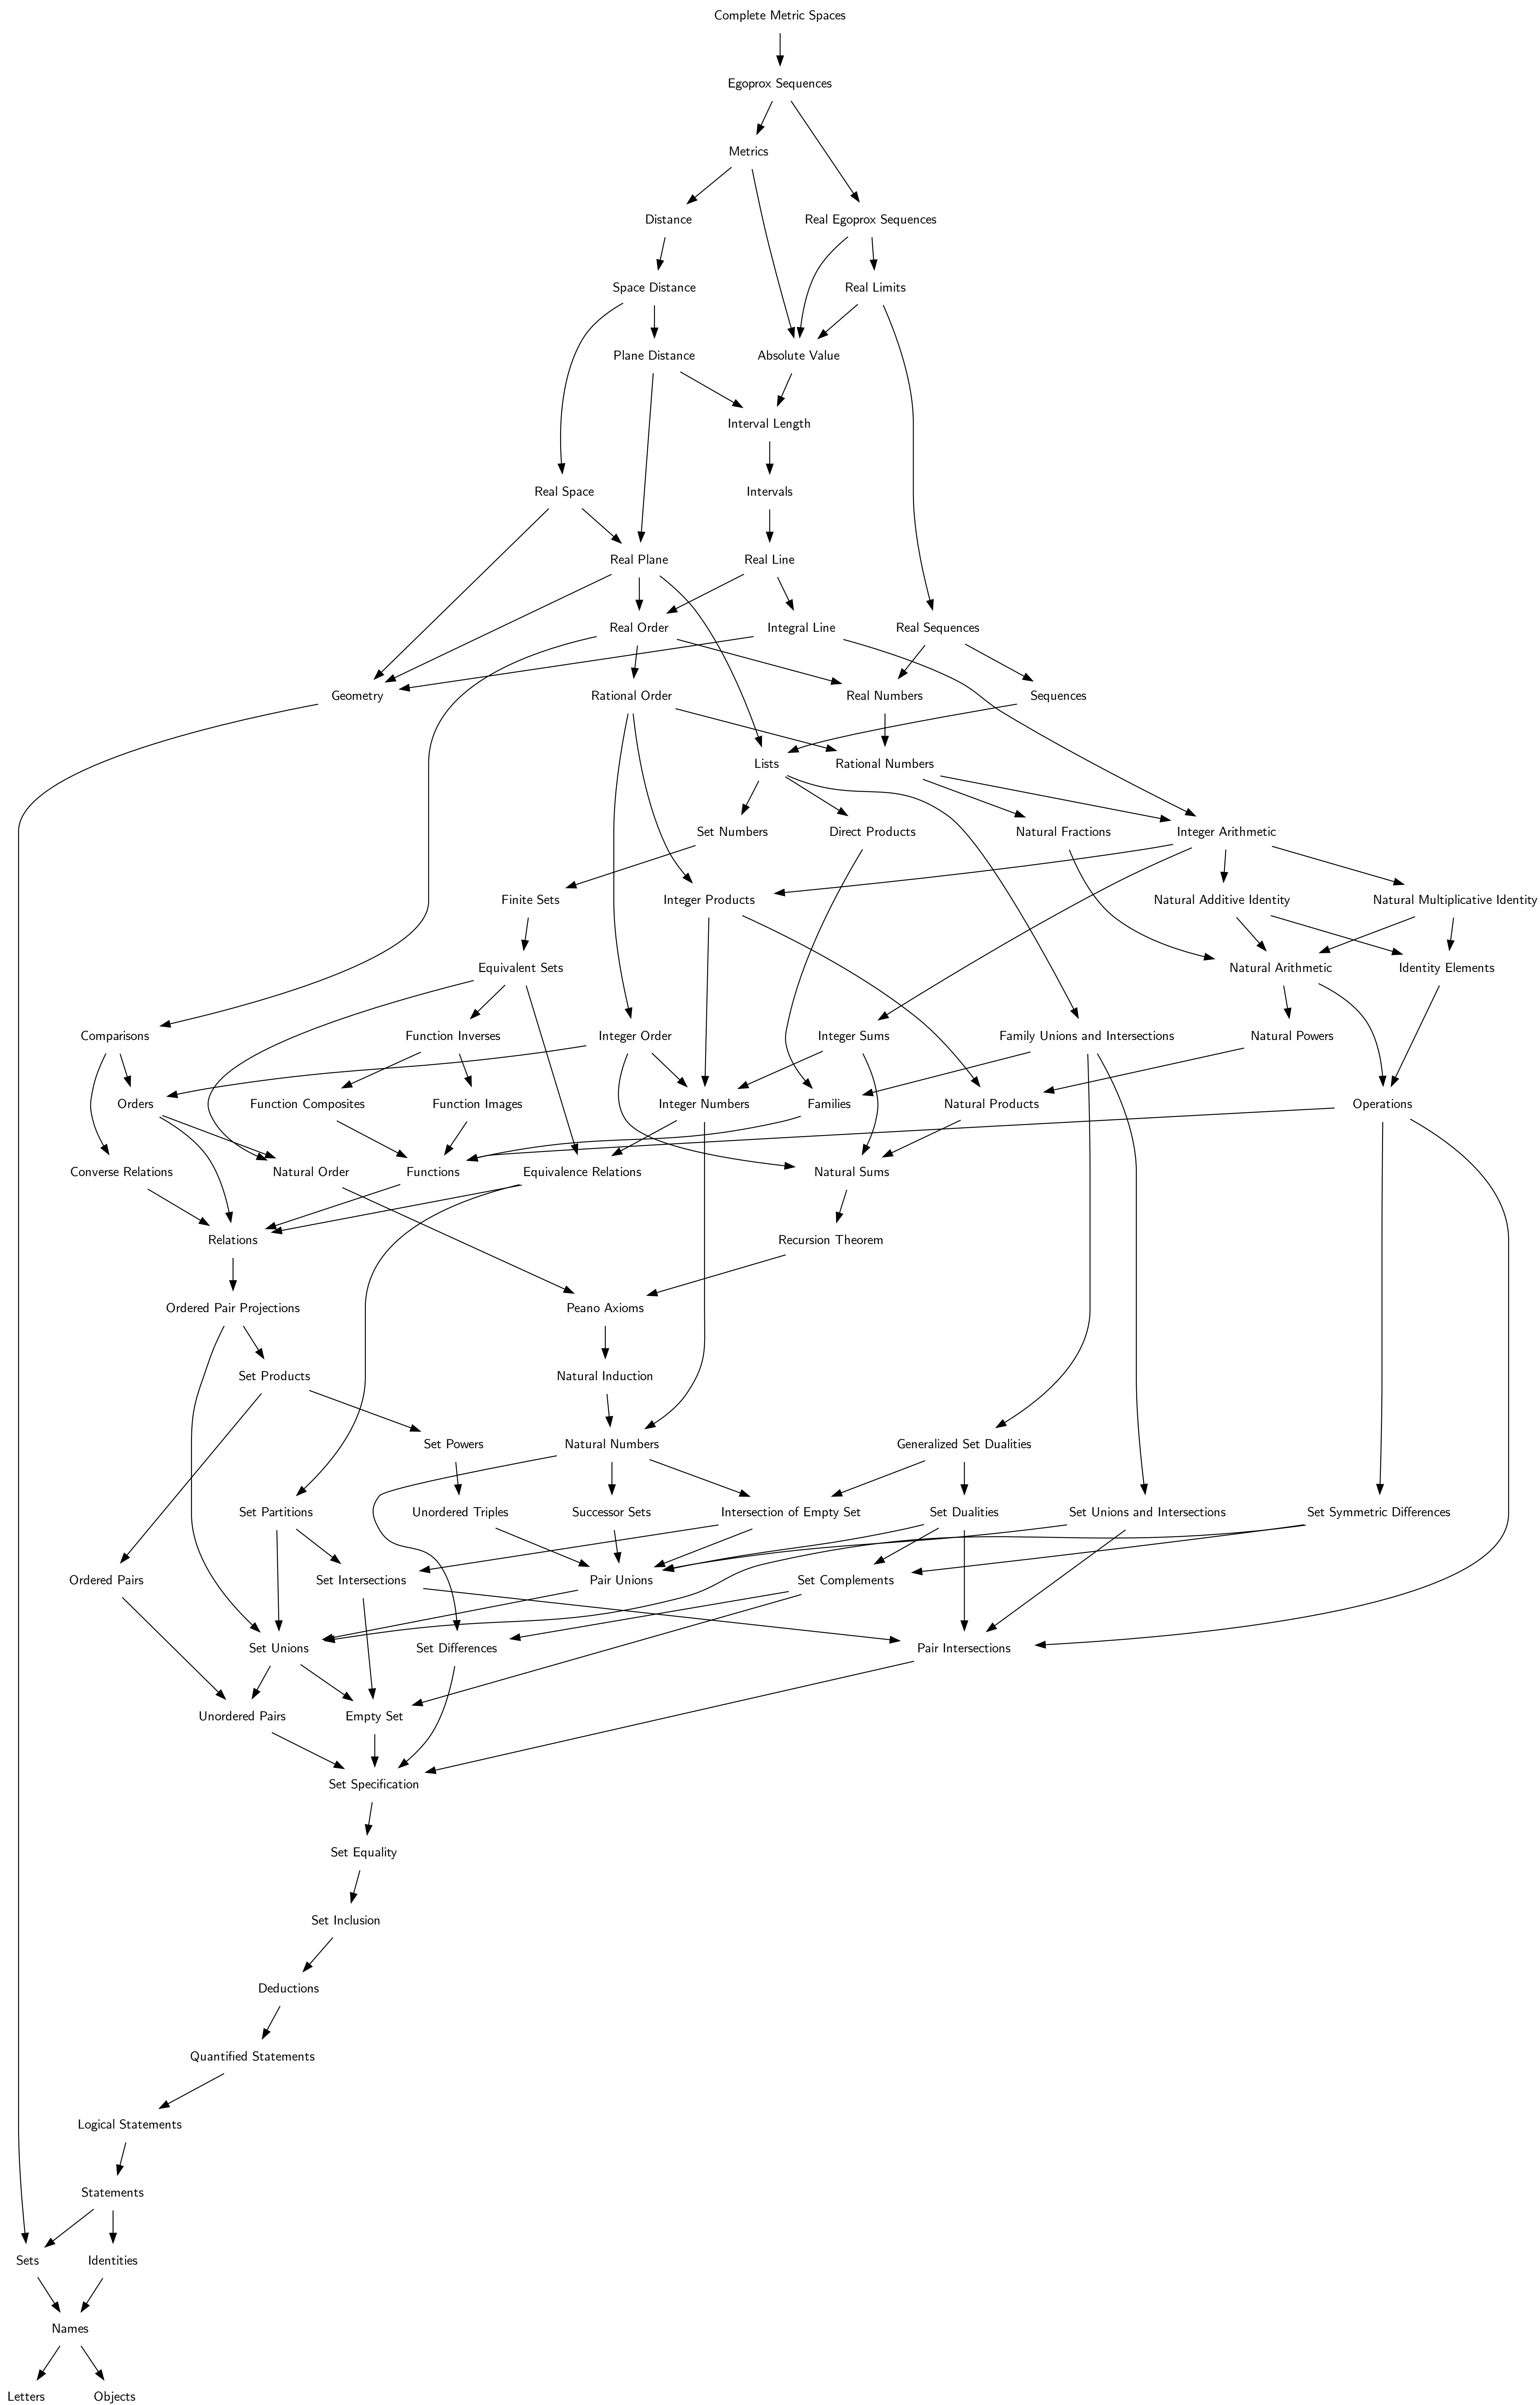 Complete Metric Spaces
Egoprox Sequences
Metrics
Distance
Real Egoprox Sequences
Space Distance
Real Limits
Plane Distance
Absolute Value
Interval Length
Real Space
Intervals
Real Plane
Real Line
Real Order
Integral Line
Real Sequences
Geometry
Rational Order
Real Numbers
Sequences
Lists
Rational Numbers
Set Numbers
Direct Products
Natural Fractions
Integer Arithmetic
Finite Sets
Integer Products
Natural Additive Identity
Natural Multiplicative Identity
Equivalent Sets
Natural Arithmetic
Identity Elements
Comparisons
Function Inverses
Integer Order
Integer Sums
Family Unions and Intersections
Natural Powers
Orders
Function Composites
Function Images
Integer Numbers
Families
Natural Products
Operations
Converse Relations
Natural Order
Functions
Equivalence Relations
Natural Sums
Relations
Recursion Theorem
Ordered Pair Projections
Peano Axioms
Set Products
Natural Induction
Set Powers
Natural Numbers
Generalized Set Dualities
Set Partitions
Unordered Triples
Successor Sets
Intersection of Empty Set
Set Dualities
Set Unions and Intersections
Set Symmetric Differences
Ordered Pairs
Set Intersections
Pair Unions
Set Complements
Set Unions
Set Differences
Pair Intersections
Unordered Pairs
Empty Set
Set Specification
Set Equality
Set Inclusion
Deductions
Quantified Statements
Logical Statements
Statements
Sets
Identities
Names
Letters
Objects